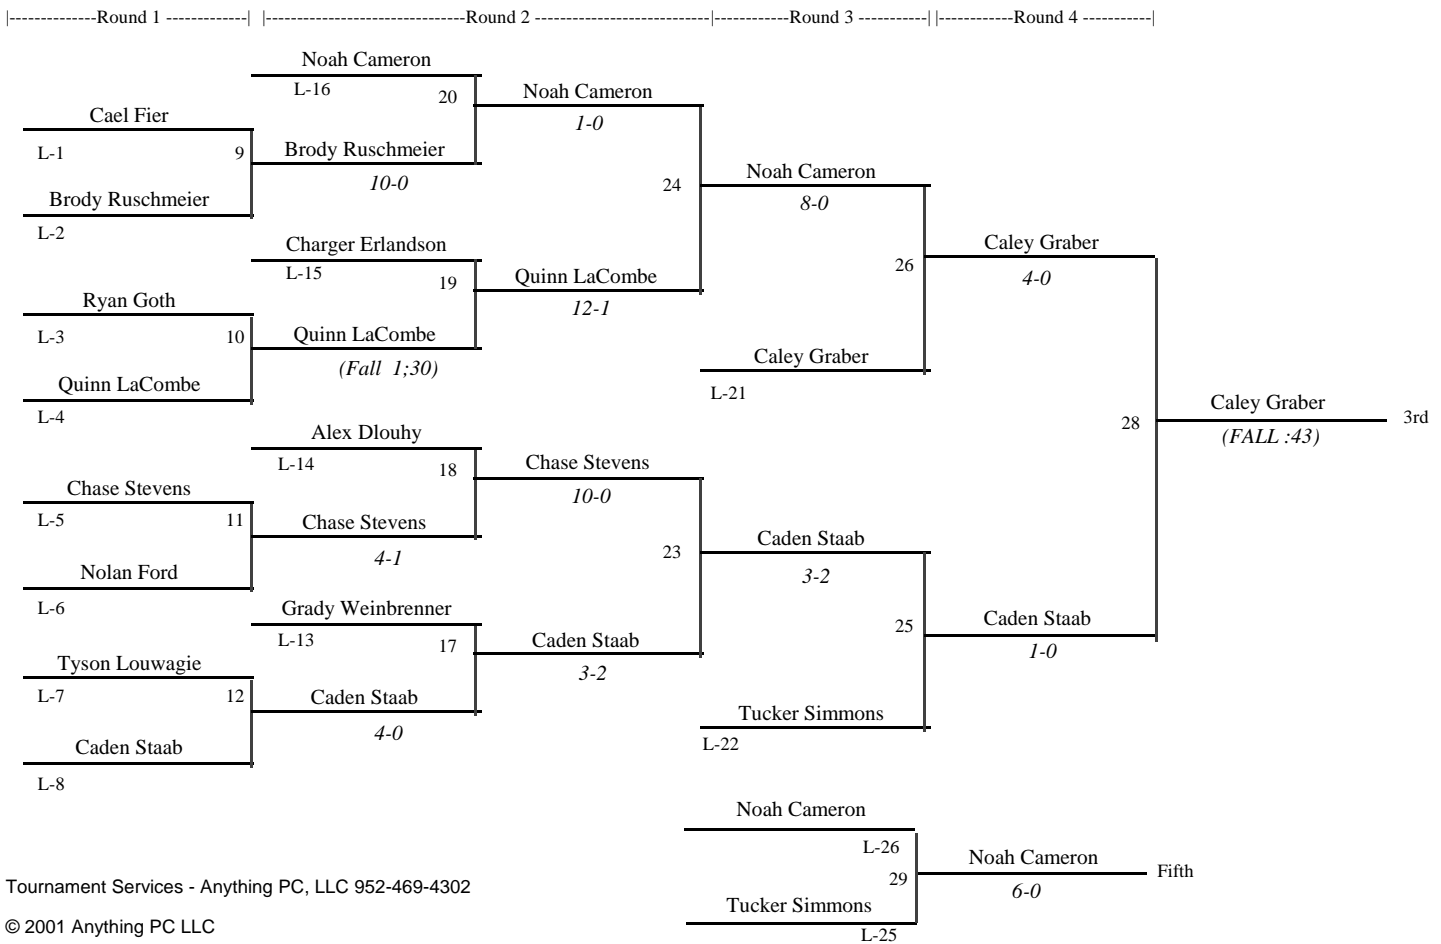 |--------------Round 1 -------------| |-----------------------------Round 2 -------------------------|------------Round 3 -----------| |------------Round 4 -----------|
Noah Cameron
L-16
20
Noah Cameron
1-0
Cael Fier
L-1
9
Brody Ruschmeier
10-0
Brody Ruschmeier
L-2
24
Noah Cameron
8-0
Charger Erlandson
L-15
19
Quinn LaCombe
12-1
Ryan Goth
L-3
10
Quinn LaCombe
(Fall 1;30)
Quinn LaCombe
L-4
26
Caley Graber
4-0
Caley Graber
L-21
Alex Dlouhy
L-14
18
Chase Stevens
10-0
Chase Stevens
L-5
11
Chase Stevens
4-1
Nolan Ford
L-6
23
Caden Staab
3-2
Grady Weinbrenner
L-13
17
Caden Staab
3-2
Tyson Louwagie
L-7
12
Caden Staab
4-0
Caden Staab
L-8
25
Caden Staab
1-0
Tucker Simmons
L-22
28
Caley Graber
(FALL :43)
3rd
Noah Cameron
L-26
29
Noah Cameron
6-0
Fifth
Tucker Simmons
L-25
Tournament Services - Anything PC, LLC 952-469-4302
© 2001 Anything PC LLC